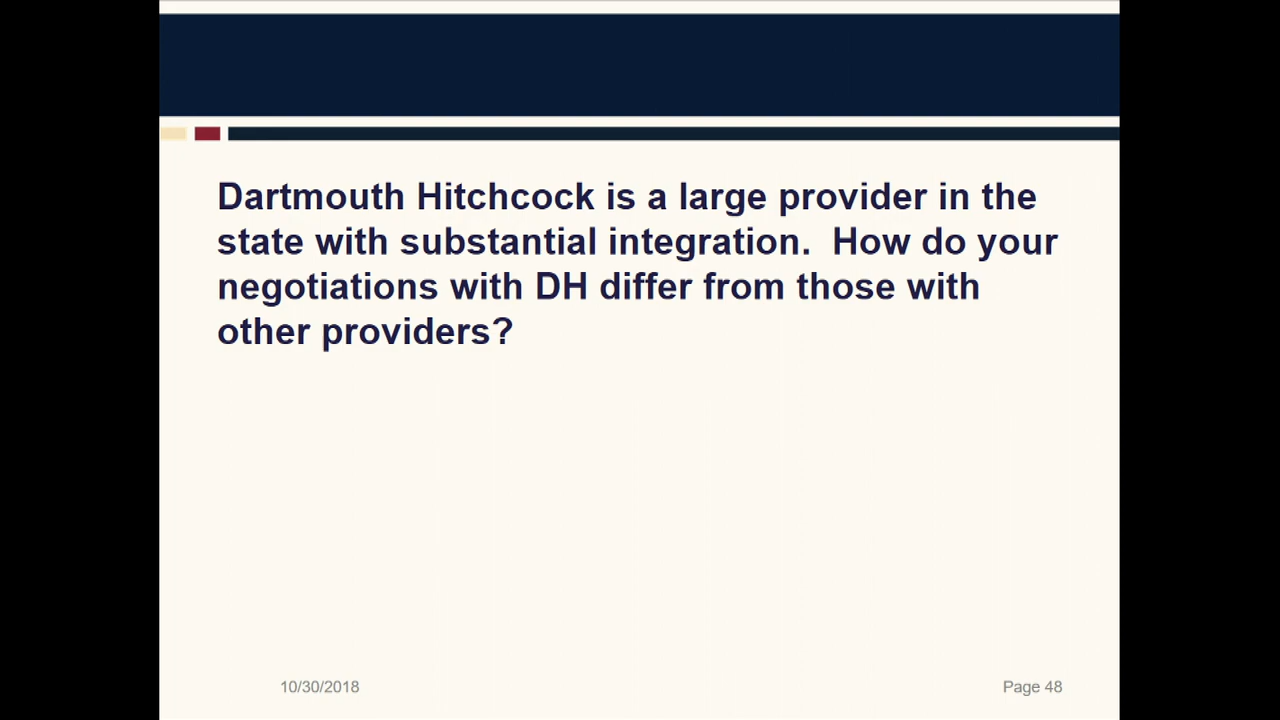 Dartmouth Hitchcock is a large provider in the
state with substantial integration.  How do your
negotiations with DH differ from those with
other providers?
10/30/2018
Page 48